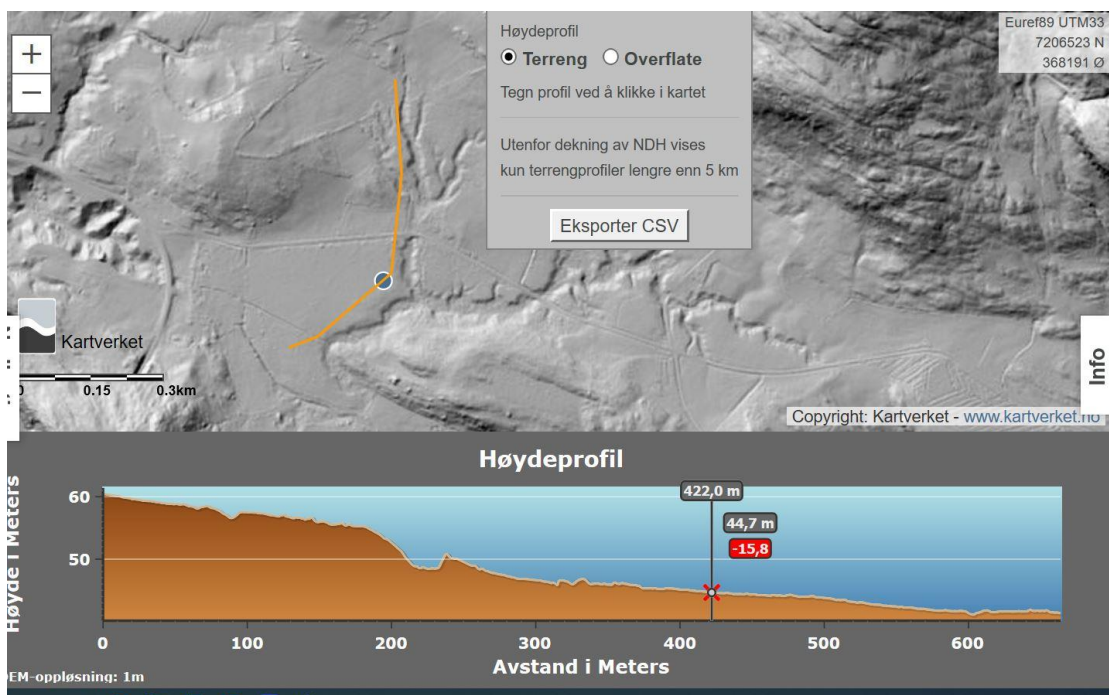 +
−
Høydeprofil
Terreng Overflate
Tegn profil ved å klikke i kartet
Utenfor dekning av NDH vises
kun terrengprofiler lengre enn 5 km
Eksporter CSV
Euref89 UTM33
7206523 N
368191 Ø
Kartverket
0.15 0.3km
Info
Copyright: Kartverket - www.kartverket.no
Høydeprofil
Høyde i Meters
60
50
422,0 m
44,7 m
-15,8
0 100 200 300 400 500 600
Avstand i Meters
DEM-oppløsning: 1m